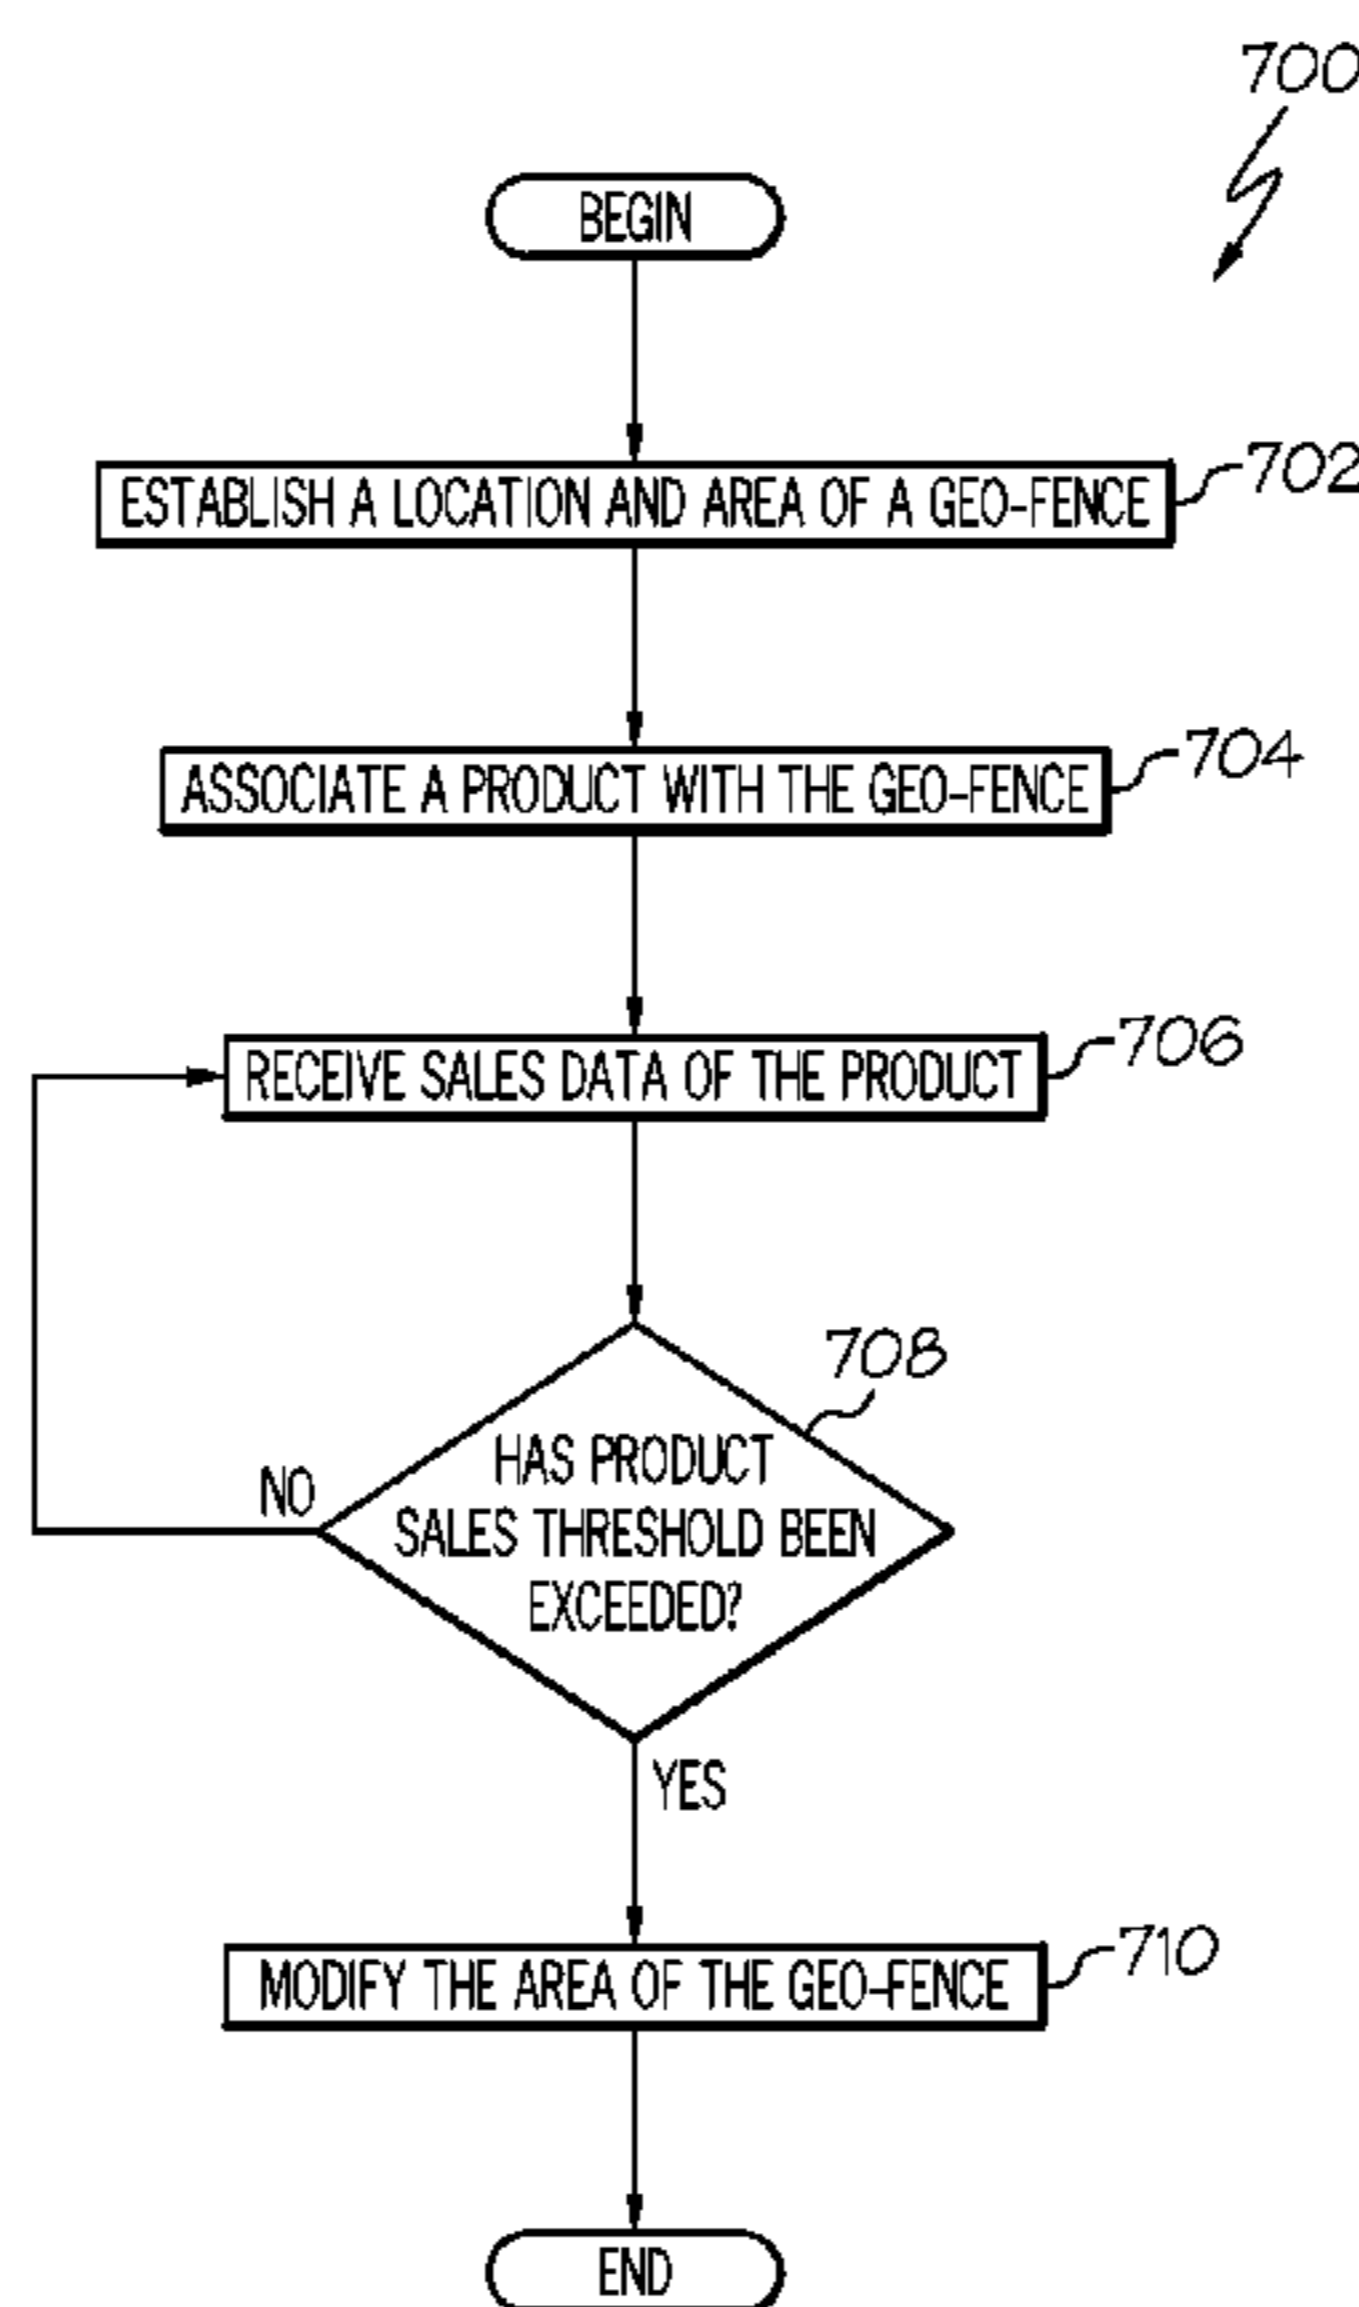 700
BEGIN
ESTABLISH A LOCATION AND AREA OF A GEO-FENCE
702
ASSOCIATE A PRODUCT WITH THE GEO-FENCE
704
RECEIVE SALES DATA OF THE PRODUCT
706
708
HAS PRODUCT
SALES THRESHOLD BEEN
EXCEEDED?
NO
YES
MODIFY THE AREA OF THE GEO-FENCE
710
END